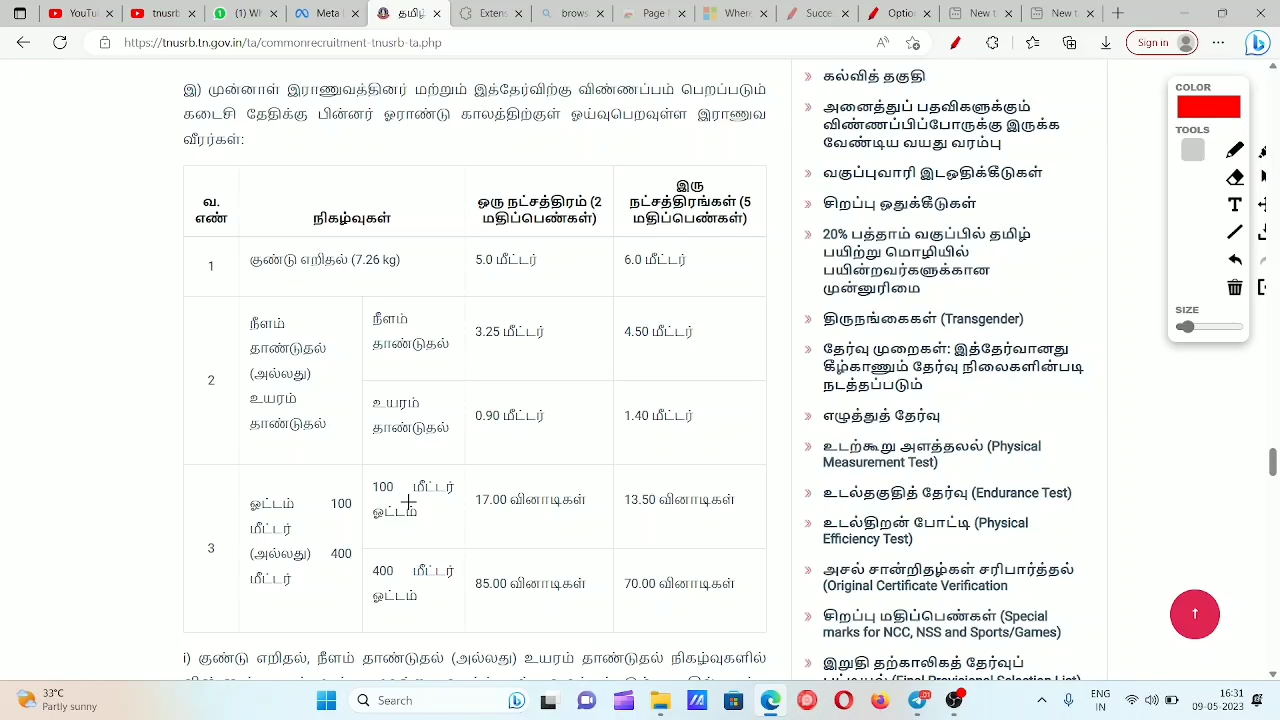 YouTu
tnusrb
(1) Wh
Meta
தமிழ்
Extens
brows
Page I
What
Succe
Option
New t
New T
https://tnusrb.tn.gov.in/ta/commonrecruitment-tnusrb-ta.php
Sign in
இ) முன்னாள் இராணுவத்தினர் மற்றும் இத்தேர்விற்கு விண்ணப்பம் பெறப்படும்
கடைசி தேதிக்கு பின்னர் ஓராண்டு காலத்திற்குள் ஓய்வுபெறவுள்ள இராணுவ
வீரர்கள்:
வ. எண்
நிகழ்வுகள்
ஒரு நட்சத்திரம் (2
மதிப்பெண்கள்)
இரு
நட்சத்திரங்கள் (5
மதிப்பெண்கள்)
1
குண்டு எறிதல் (7.26 kg)
5.0 மீட்டர்
6.0 மீட்டர்
2
நீளம்
தாண்டுதல்
(அல்லது)
உயரம்
தாண்டுதல்
நீளம்
தாண்டுதல்
3.25 மீட்டர்
4.50 மீட்டர்
உயரம்
தாண்டுதல்
0.90 மீட்டர்
1.40 மீட்டர்
3
ஓட்டம் 100
மீட்டர்
(அல்லது) 400
மீட்டர்
100 மீட்டர்
ஓட்டம்
17.00 வினாடிகள்
13.50 வினாடிகள்
400 மீட்டர்
ஓட்டம்
85.00 வினாடிகள்
70.00 வினாடிகள்
i) குண்டு எறிதல், நீளம் தாண்டுதல் (அல்லது) உயரம் தாண்டுதல் நிகழ்வுகளில்
» கல்வித் தகுதி
» அனைத்துப் பதவிகளுக்கும்
விண்ணப்பிப்போருக்கு இருக்க
வேண்டிய வயது வரம்பு
» வகுப்புவாரி இடஒதிக்கீடுகள்
» சிறப்பு ஒதுக்கீடுகள்
» 20% பத்தாம் வகுப்பில் தமிழ்
பயிற்று மொழியில்
பயின்றவர்களுக்கான
முன்னுரிமை
» திருநங்கைகள் (Transgender)
» தேர்வு முறைகள்: இத்தேர்வானது
கீழ்காணும் தேர்வு நிலைகளின்படி
நடத்தப்படும்
» எழுத்துத் தேர்வு
» உடற்கூறு அளத்தலல் (Physical
Measurement Test)
» உடல்தகுதித் தேர்வு (Endurance Test)
» உடல்திறன் போட்டி (Physical
Efficiency Test)
» அசல் சான்றிதழ்கள் சரிபார்த்தல்
(Original Certificate Verification
» சிறப்பு மதிப்பெண்கள் (Special
marks for NCC, NSS and Sports/Games)
» இறுதி தற்காலிகத் தேர்வுப்
பட்டியல் (Final Provisional Selection List)
COLOR
TOOLS
T
SIZE
33°C
Partly sunny
Search
ENG
IN
16:31
09-05-2023